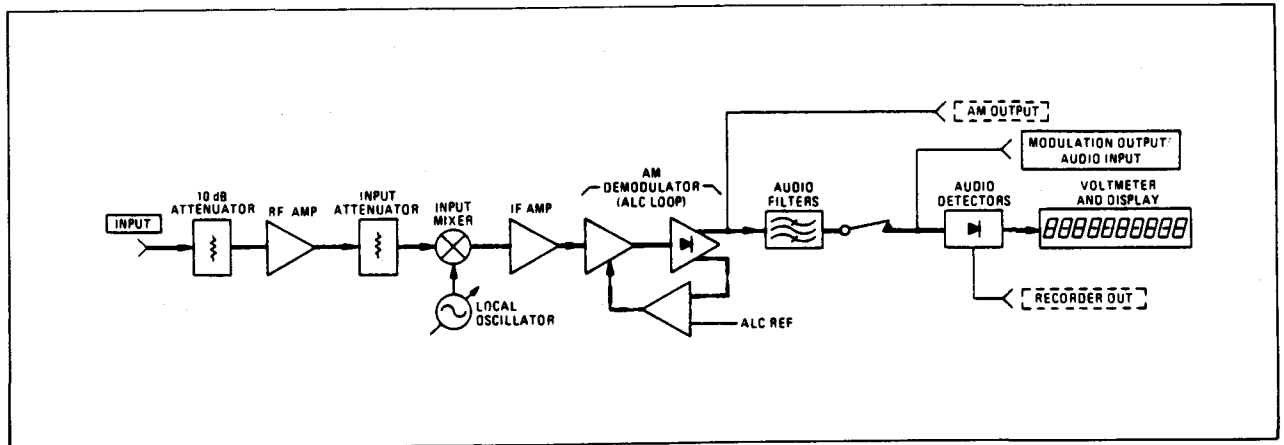 AM OUTPUT
MODULATION OUTPUT/
AUDIO INPUT
AM
DEMODULATOR
(ALC LOOP)
10 dB
ATTENUATOR
RF AMP
INPUT
ATTENUATOR
INPUT
MIXER
IF AMP
AUDIO
FILTERS
AUDIO
DETECTORS
VOLTMETER
AND DISPLAY
INPUT
LOCAL
OSCILLATOR
ALC REF
RECORDER OUT